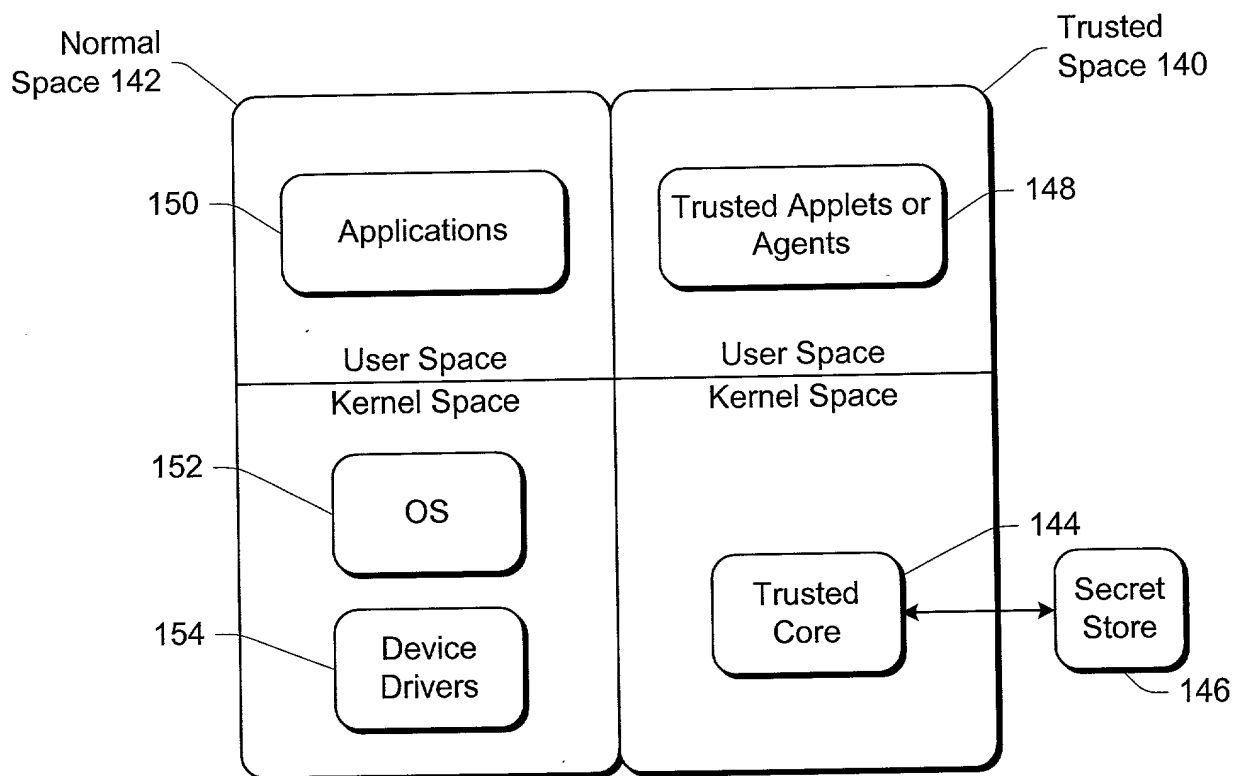 Normal
Space 142
Trusted
Space 140
150
Applications
Trusted Applets or
Agents
148
User Space
User Space
Kernel Space
Kernel Space
152
OS
144
Trusted
Core
Secret
Store
154
Device
Drivers
146